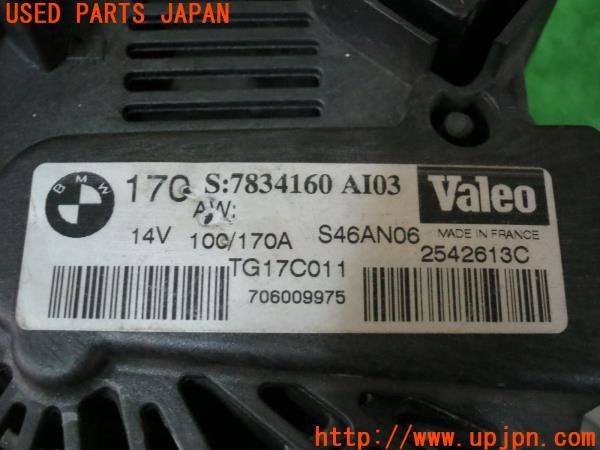 USED PARTS JAPAN
BMW
170 S:7834160 AI03 Valeo
AW:
14V 100/170A S46AN06 MADE IN FRANCE
2542613C
TG17C011
706009975
UPJ http://www.upjpn.com